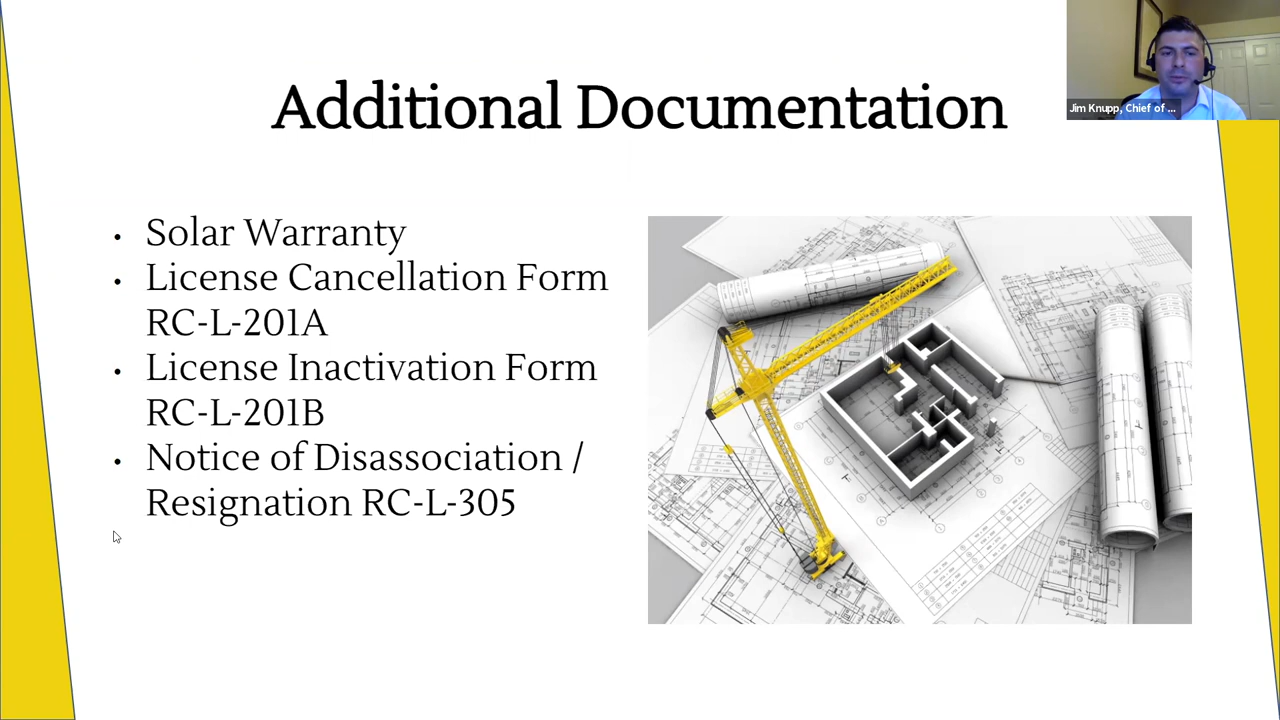 Additional Documentation
Jim Knupp, Chief of ...
• Solar Warranty
• License Cancellation Form
RC-L-201A
• License Inactivation Form
RC-L-201B
• Notice of Disassociation /
Resignation RC-L-305